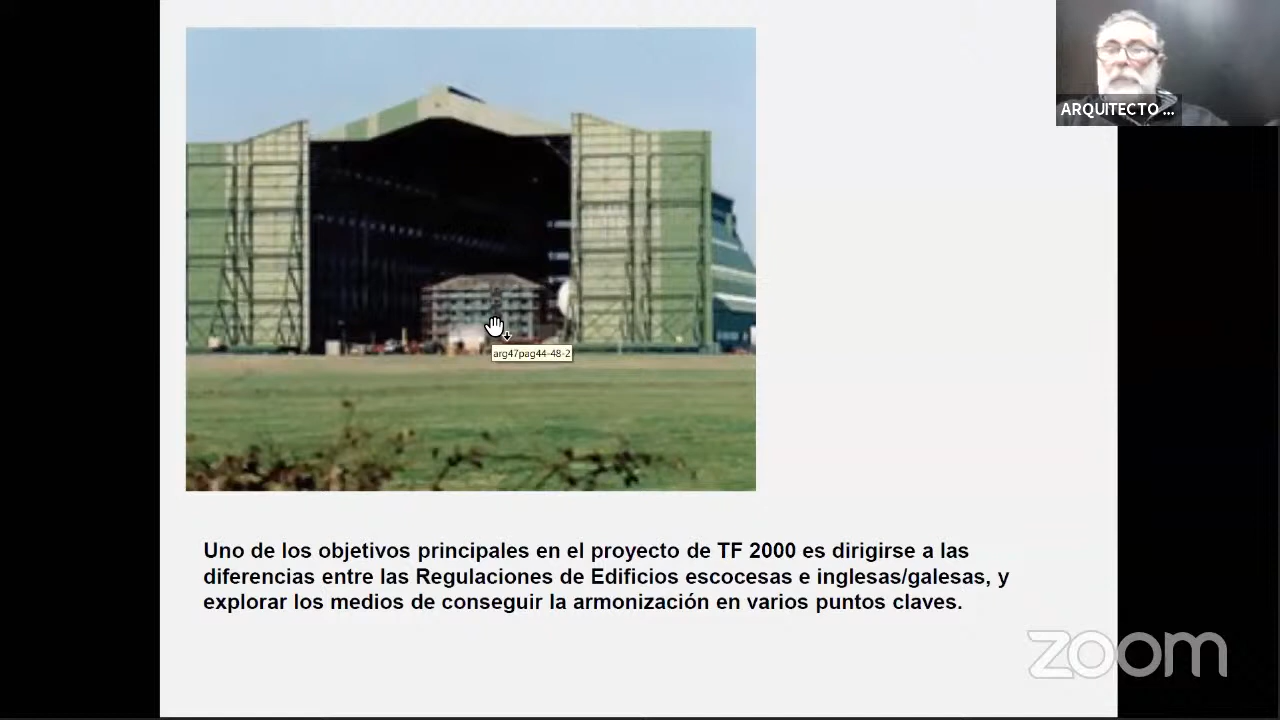 ARQUITECTO ...
arg47pag44-48-2
Uno de los objetivos principales en el proyecto de TF 2000 es dirigirse a las
diferencias entre las Regulaciones de Edificios escocesas e inglesas/galesas, y
explorar los medios de conseguir la armonización en varios puntos claves.
zoom